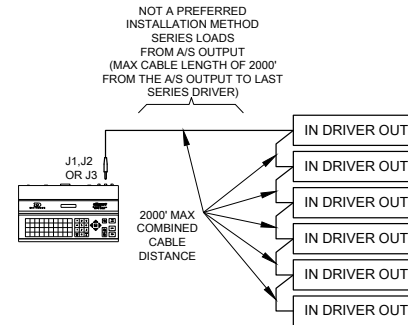 NOT A PREFERRED
INSTALLATION METHOD
SERIES LOADS
FROM A/S OUTPUT
(MAX CABLE LENGTH OF 2000'
FROM THE A/S OUTPUT TO LAST
SERIES DRIVER)
J1,J2
OR J3
2000' MAX
COMBINED
CABLE
DISTANCE
IN DRIVER OUT
IN DRIVER OUT
IN DRIVER OUT
IN DRIVER OUT
IN DRIVER OUT
IN DRIVER OUT